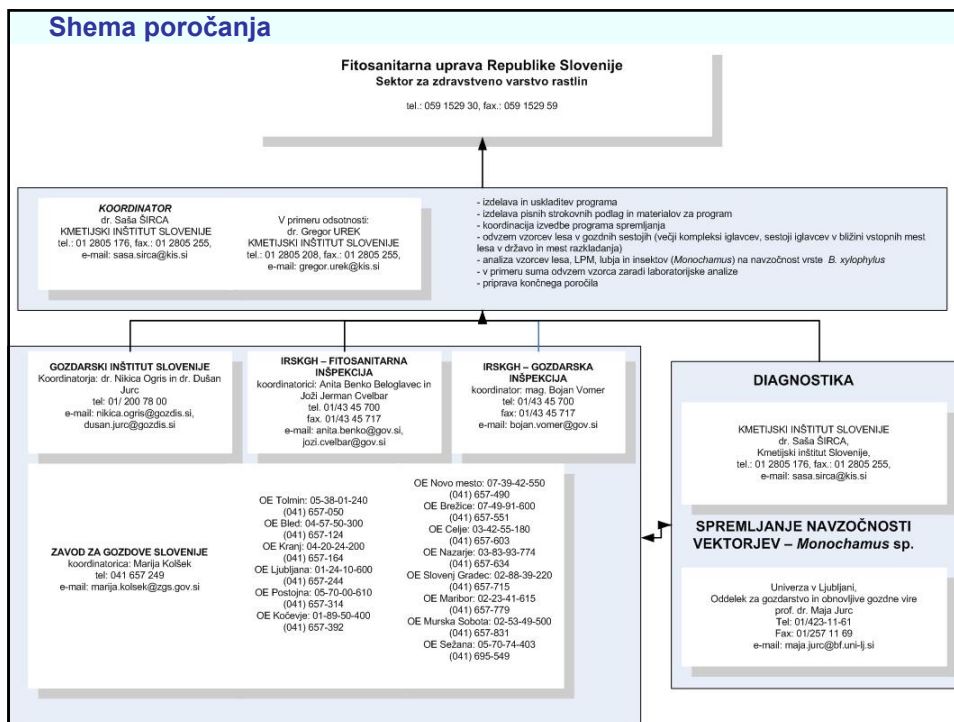 Shema poročanja
Fitosanitarna uprava Republike Slovenije
Sektor za zdravstveno varstvo rastlin
tel.: 059 1529 30, fax.: 059 1529 59
KOORDINATOR
dr. Saša ŠIRCA
KMETIJSKI INŠTITUT SLOVENIJE
tel.: 01 2805 176, fax.: 01 2805 255,
e-mail: sasa.sirca@kis.si
V primeru odsotnosti:
dr. Gregor UREK
KMETIJSKI INŠTITUT SLOVENIJE
tel.: 01 2805 208, fax.: 01 2805 255,
e-mail: gregor.urek@kis.si
- izdelava in uskladitev programa
- izdelava pisnih strokovnih podlag in materialov za program
- koordinacija izvedbe programa spremljanja
- odvzem vzorcev lesa v gozdnih sestojih (večji kompleksi iglavcev, sestoji iglavcev v bližini vstopnih mest
lesa v državo in mest razkladanja)
- analiza vzorcev lesa, LPM, lubja in insektov (Monochamus) na navzočnost vrste B. xylophylus
- v primeru suma odvzem vzorca zaradi laboratorijske analize
- priprava končnega poročila
GOZDARSKI INŠTITUT SLOVENIJE
Koordinatorja: dr. Nikica Ogris in dr. Dušan
Jurc
tel: 01/ 200 78 00
e-mail: nikica.ogris@gozdis.si,
dusan.jurc@gozdis.si
IRSKGH – FITOSANITARNA
INŠPEKCIJA
koordinatorici: Anita Benko Beloglavec in
Joži Jerman Cvelbar
tel. 01/43 45 700
fax. 01/43 45 717
e-mail: anita.benko@gov.si,
jozi.cvelbar@gov.si
IRSKGH – GOZDARSKA
INŠPEKCIJA
koordinator: mag. Bojan Vomer
tel: 01/43 45 700
fax: 01/43 45 717
e-mail: bojan.vomer@gov.si
ZAVOD ZA GOZDOVE SLOVENIJE
koordinatorica: Marija Kolšek
tel: 041 657 249
e-mail: marija.kolsek@zgs.gov.si
OE Tolmin: 05-38-01-240
(041) 657-050
OE Bled: 04-57-50-300
(041) 657-124
OE Kranj: 04-20-24-200
(041) 657-164
OE Ljubljana: 01-24-10-600
(041) 657-244
OE Postojna: 05-70-00-610
(041) 657-314
OE Kočevje: 01-89-50-400
(041) 657-392
OE Novo mesto: 07-39-42-550
(041) 657-490
OE Brežice: 07-49-91-600
(041) 657-551
OE Celje: 03-42-55-180
(041) 657-603
OE Nazarje: 03-83-93-774
(041) 657-634
OE Slovenj Gradec: 02-88-39-220
(041) 657-715
OE Maribor: 02-23-41-615
(041) 657-779
OE Murska Sobota: 02-53-49-500
(041) 657-831
OE Sežana: 05-70-74-403
(041) 695-549
DIAGNOSTIKA
KMETIJSKI INŠTITUT SLOVENIJE
dr. Saša ŠIRCA,
Kmetijski inštitut Slovenije,
tel.: 01 2805 176, fax.: 01 2805 255,
e-mail: sasa.sirca@kis.si
SPREMLJANJE NAVZOČNOSTI
VEKTORJEV – Monochamus sp.
Univerza v Ljubljani,
Oddelek za gozdarstvo in obnovljive gozdne vire
prof. dr. Maja Jurc
Tel: 01/423-11-61
Fax: 01/257 11 69
e-mail: maja.jurc@bf.uni-lj.si